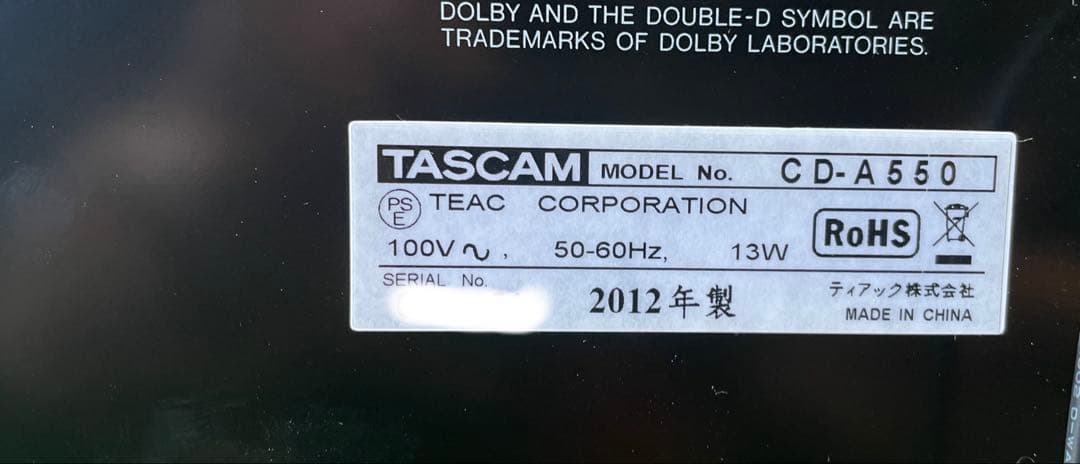 DOLBY AND THE DOUBLE-D SYMBOL ARE
TRADEMARKS OF DOLBY LABORATORIES.
TASCAM MODEL No. CD-A550
PSE TEAC CORPORATION
RoHS
100V～, 50-60Hz, 13W
SERIAL No.
2012年製
ティアック株式会社
MADE IN CHINA